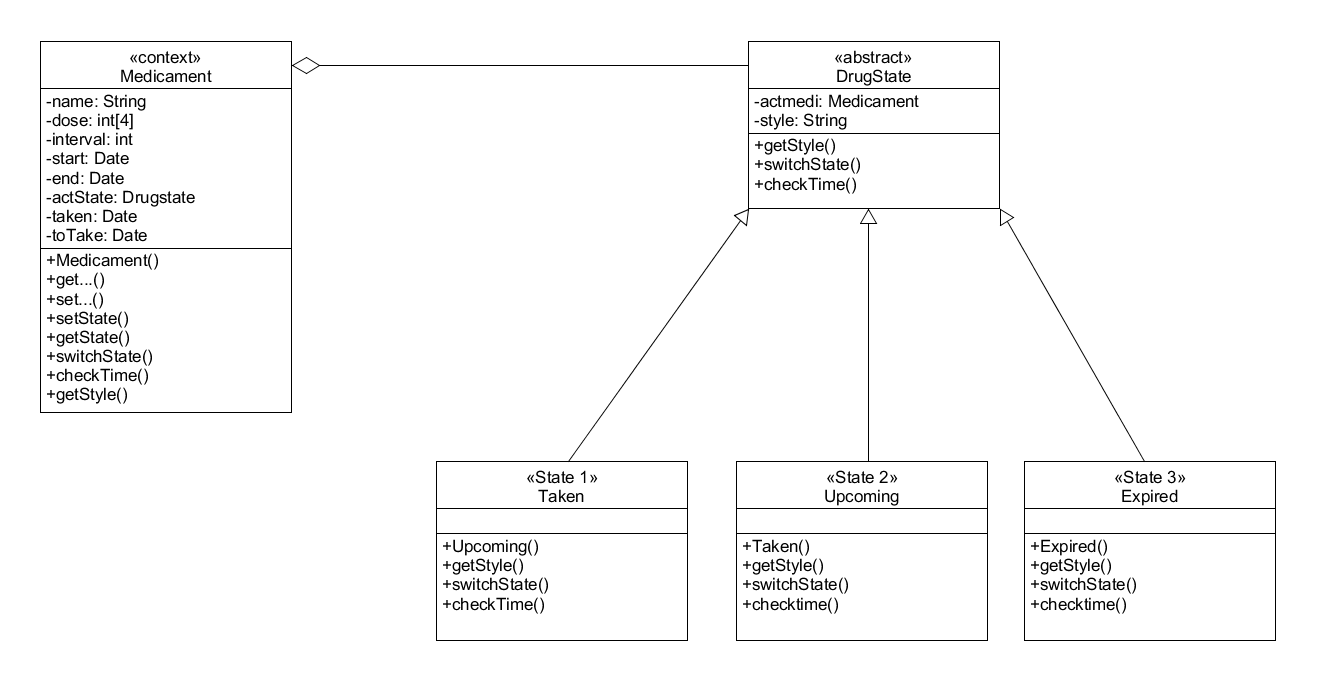 «context»
Medicament
-name: String
-dose: int[4]
-interval: int
-start: Date
-end: Date
-actState: Drugstate
-taken: Date
-toTake: Date
+Medicament()
+get...()
+set...()
+setState()
+getState()
+switchState()
+checkTime()
+getStyle()
«abstract»
DrugState
-actmedi: Medicament
-style: String
+getStyle()
+switchState()
+checkTime()
«State 1»
Taken
+Upcoming()
+getStyle()
+switchState()
+checkTime()
«State 2»
Upcoming
+Taken()
+getStyle()
+switchState()
+checktime()
«State 3»
Expired
+Expired()
+getStyle()
+switchState()
+checktime()